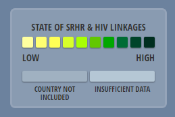 STATE OF SRHR & HIV LINKAGES
LOW HIGH
COUNTRY NOT INCLUDED
INSUFFICIENT DATA